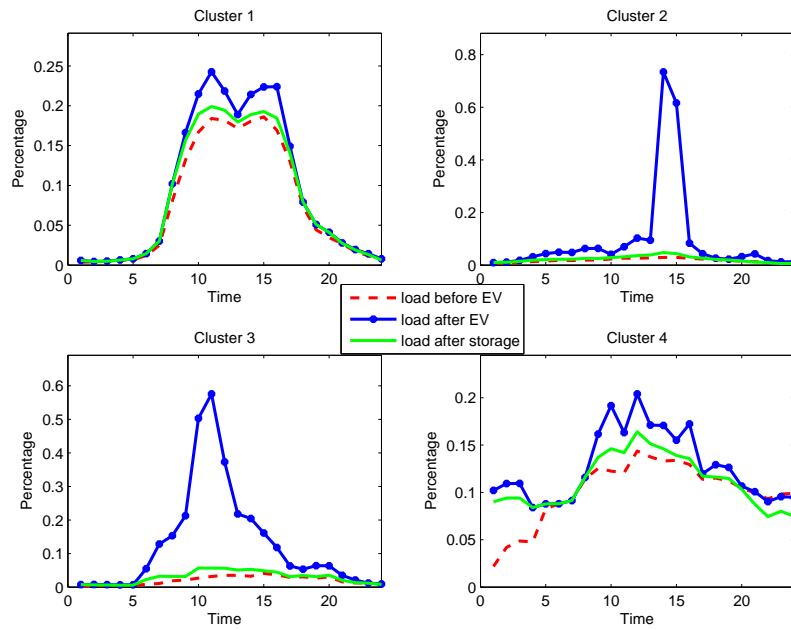 Cluster 1
Cluster 2
0.25
0.2
0.15
0.1
0.05
0
Percentage
0 5 10 15 20
Time
0.8
0.6
0.4
0.2
0
Percentage
0 5 10 15 20
Time
load before EV
load after EV
load after storage
Cluster 3
Cluster 4
0.6
0.5
0.4
0.3
0.2
0.1
0
Percentage
0 5 10 15 20
Time
0.2
0.15
0.1
0.05
0
Percentage
0 5 10 15 20
Time